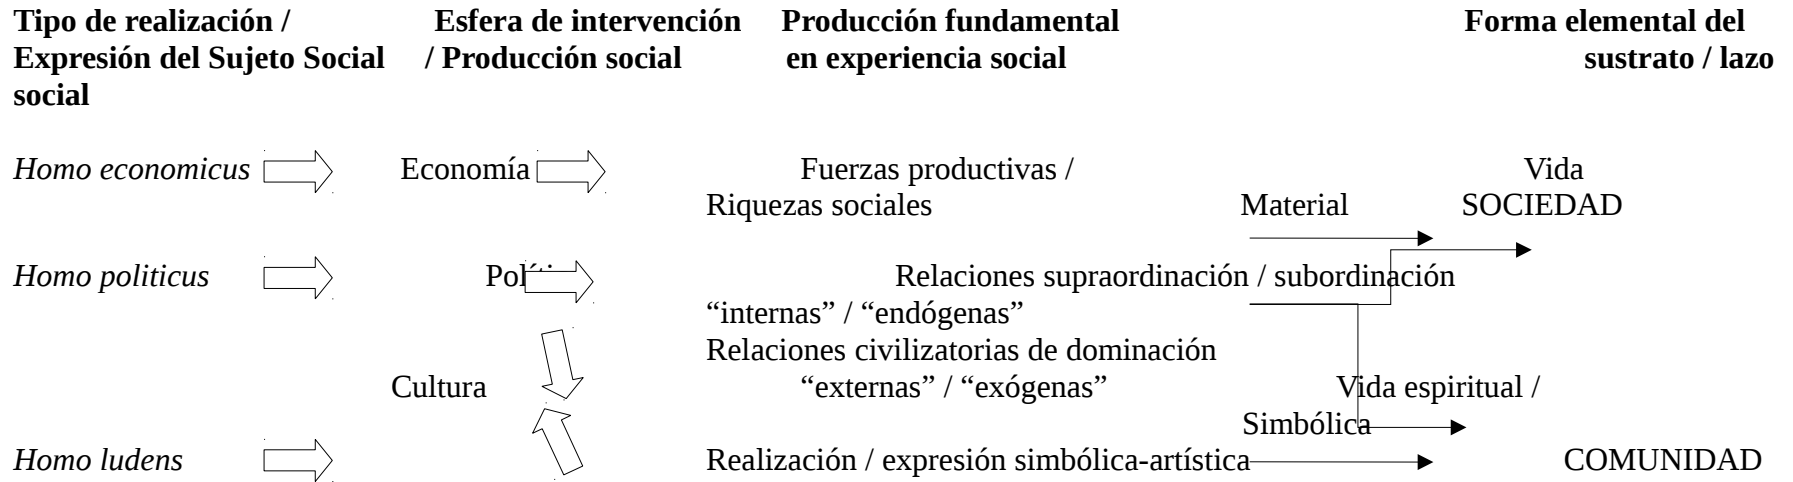 Tipo de realización / Esfera de intervención Producción fundamental Forma elemental del
Expresión del Sujeto Social / Producción social en experiencia social sustrato / lazo
social
Homo economicus Economía Fuerzas productivas / Vida
Riquezas sociales Material SOCIEDAD
Homo politicus Relaciones supraordinación / subordinación
“internas” / “endógenas”
Relaciones civilizatorias de dominación
Cultura “externas” / “exógenas” Vida espiritual /
Simbólica
Homo ludens Realización / expresión simbólica-artística COMUNIDAD